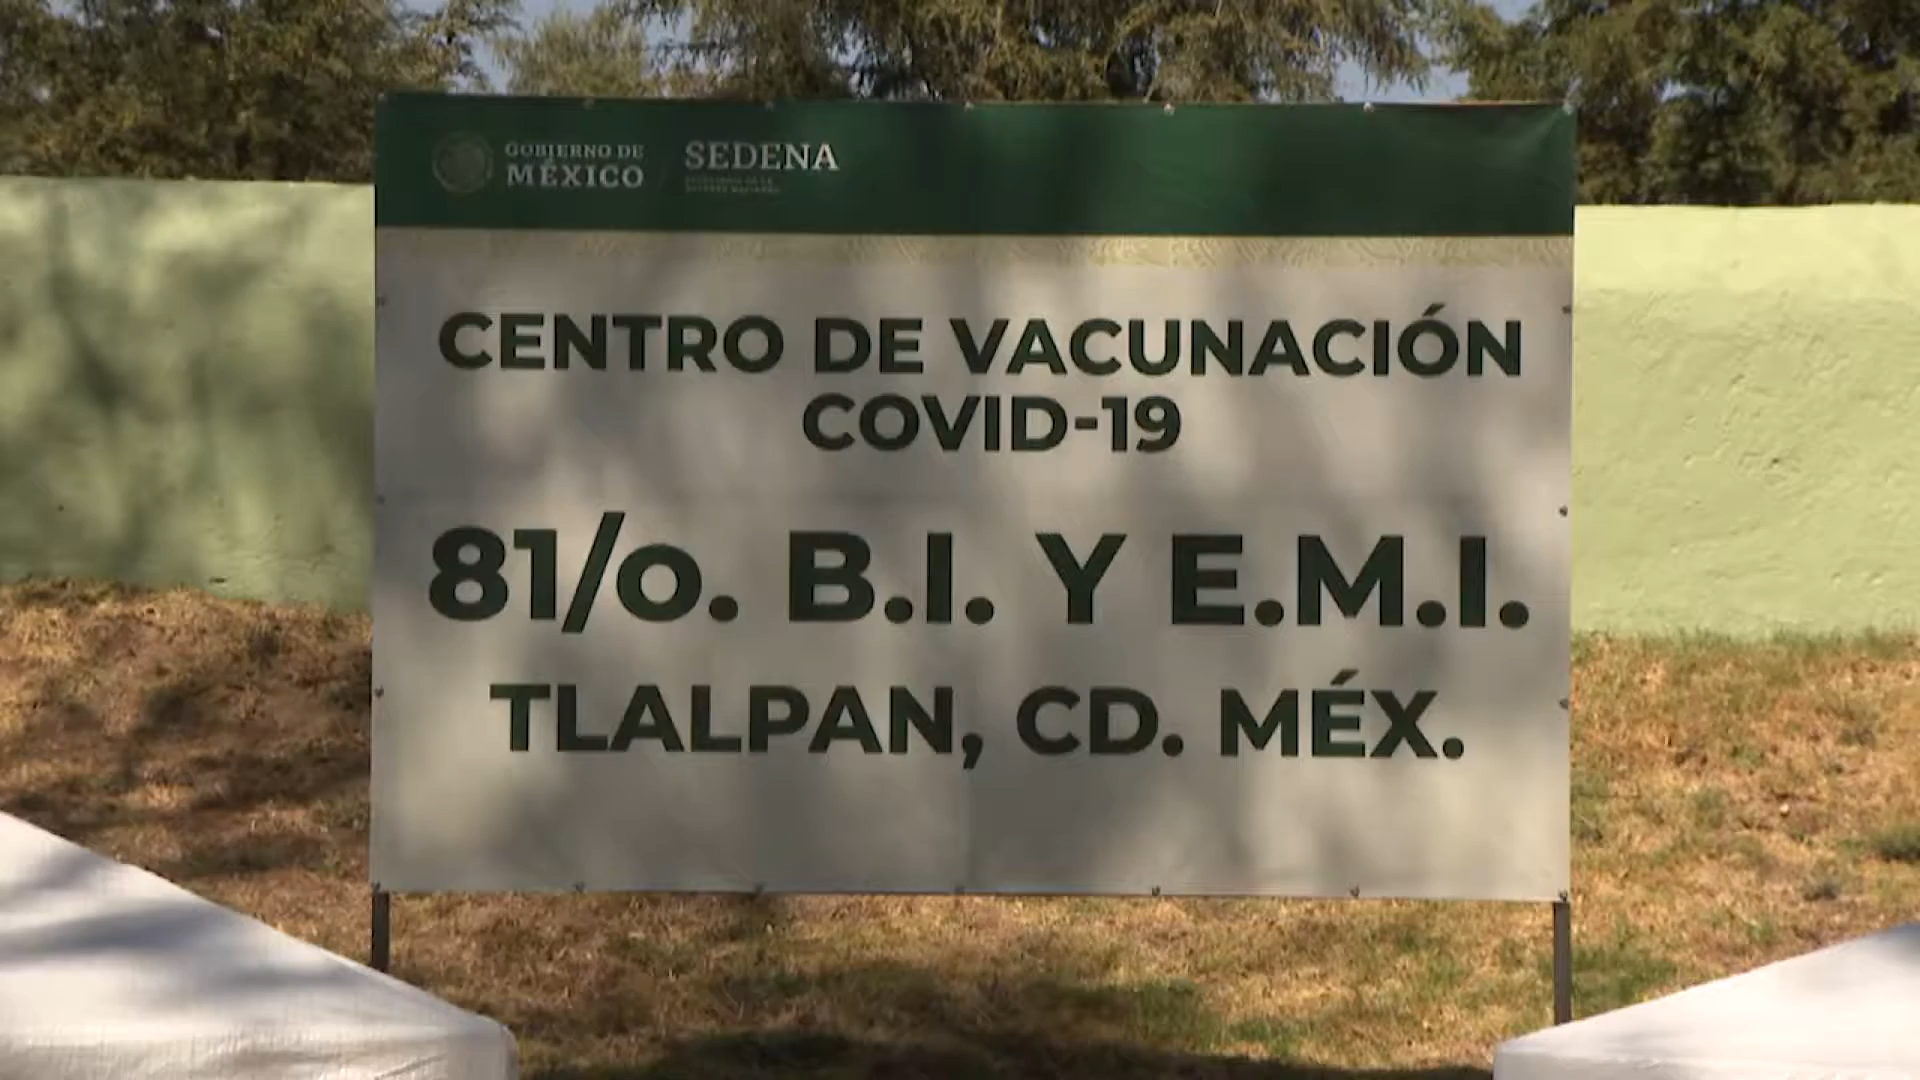 GOBIERNO DE
MÉXICO
SEDENA
CENTRO DE VACUNACIÓN
COVID-19
81/o. B.I. Y E.M.I.
TLALPAN, CD. MÉX.